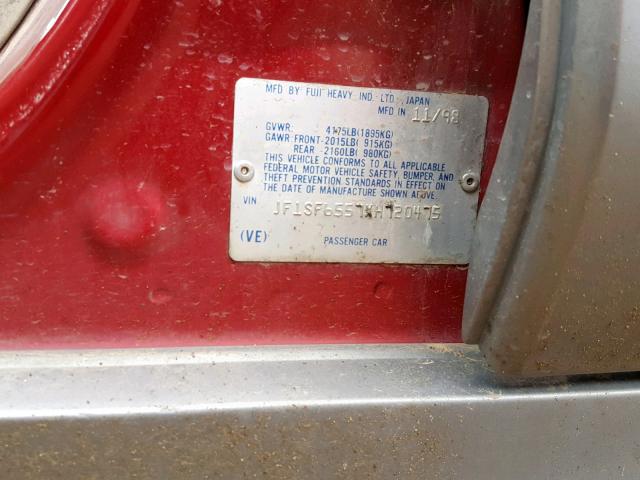 MFD BY FUJI HEAVY IND. LTD. JAPAN
MFD IN 11/98
GVWR: 4175LB(1895KG)
GAWR: FRONT-2015LB( 915KG)
REAR - 2160LB( 980KG)
THIS VEHICLE CONFORMS TO ALL APPLICABLE
FEDERAL MOTOR VEHICLE SAFETY, BUMPER, AND
THEFT PREVENTION STANDARDS IN EFFECT ON
THE DATE OF MANUFACTURE SHOWN ABOVE.
VIN JF1SF6557XH720475
(VE) PASSENGER CAR